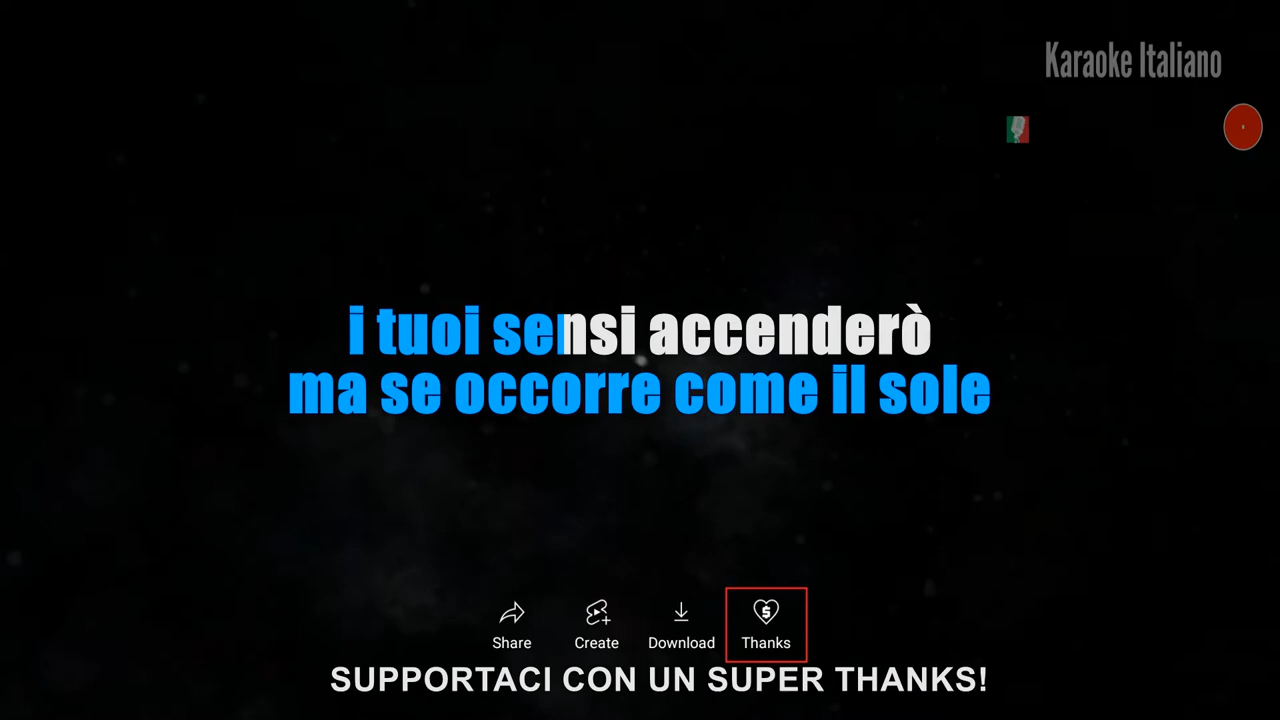 Karaoke Italiano
i tuoi sensi accenderò
ma se occorre come il sole
Share Create Download Thanks
SUPPORTACI CON UN SUPER THANKS!